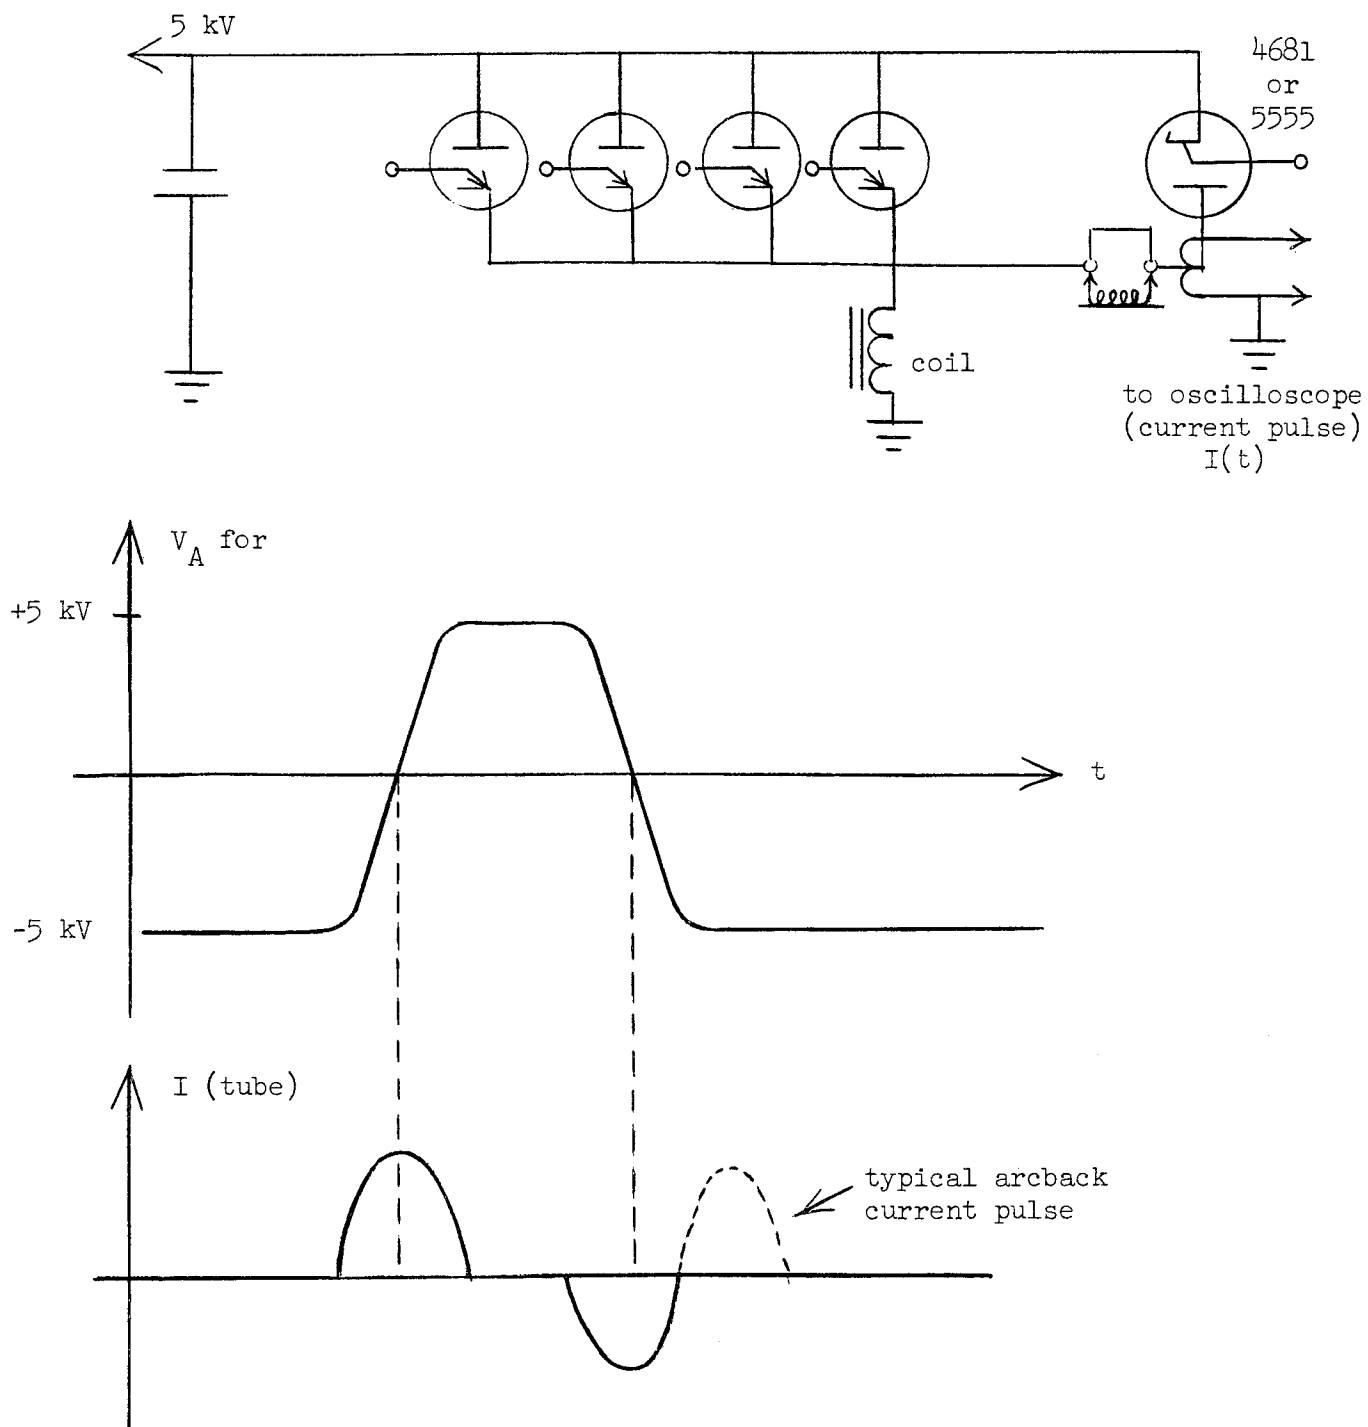 5 kV
4681
or
5555
coil
to oscilloscope
(current pulse)
I(t)
V_A for
+5 kV
t
-5 kV
I (tube)
typical arcback
current pulse